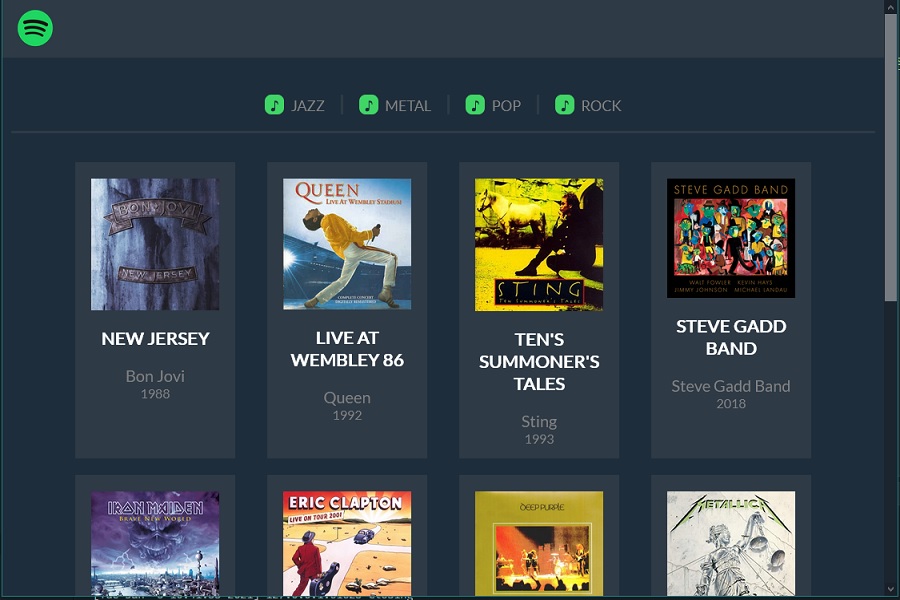 JAZZ
METAL
POP
ROCK
BON JOVI
NEW JERSEY
NEW JERSEY
Bon Jovi
1988
QUEEN
LIVE AT WEMBLEY STADIUM
COMPLETE CONCERT
DIGITALLY REMASTERED
LIVE AT
WEMBLEY 86
Queen
1992
STING
TEN SUMMONER'S TALES
TEN'S
SUMMONER'S
TALES
Sting
1993
STEVE GADD BAND
WALT FOWLER KEVIN HAYS
JIMMY JOHNSON MICHAEL LANDAU
STEVE GADD
BAND
Steve Gadd Band
2018
IRON MAIDEN
BRAVE NEW WORLD
ERIC CLAPTON
LIVE ON TOUR 2001
DEEP PURPLE
METALLICA